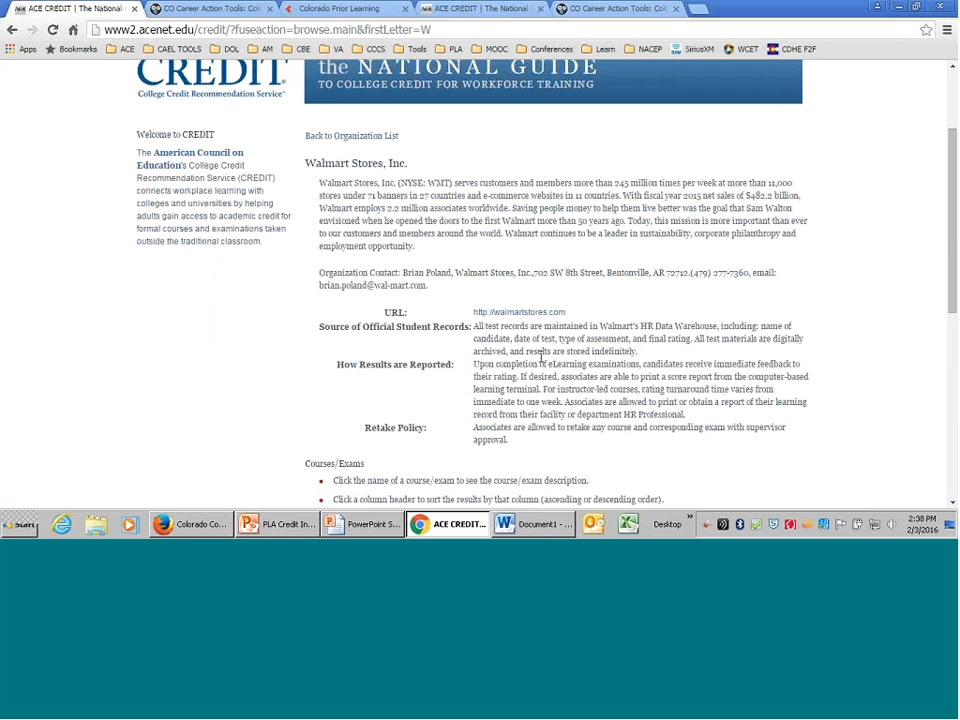 ACE CREDIT | The National
CO Career Action Tools: Col
Colorado Prior Learning
ACE CREDIT | The National
CO Career Action Tools: Col
www2.acenet.edu/credit/?fuseaction=browse.main&firstLetter=W
Apps Bookmarks ACE CAEL TOOLS DOL AM CBE VA CCCS Tools PLA MOOC Conferences Learn NACEP SiriusXM WCET CDHE F2F
CREDIT
College Credit Recommendation Service™
the NATIONAL GUIDE
TO COLLEGE CREDIT FOR WORKFORCE TRAINING
Welcome to CREDIT
The American Council on
Education's College Credit
Recommendation Service (CREDIT)
connects workplace learning with
colleges and universities by helping
adults gain access to academic credit for
formal courses and examinations taken
outside the traditional classroom.
Back to Organization List
Walmart Stores, Inc.
Walmart Stores, Inc. (NYSE: WMT) serves customers and members more than 245 million times per week at more than 11,000
stores under 71 banners in 27 countries and e-commerce websites in 11 countries. With fiscal year 2015 net sales of $482.2 billion,
Walmart employs 2.2 million associates worldwide. Saving people money to help them live better was the goal that Sam Walton
envisioned when he opened the doors to the first Walmart more than 50 years ago. Today, this mission is more important than ever
to our customers and members around the world. Walmart continues to be a leader in sustainability, corporate philanthropy and
employment opportunity.
Organization Contact: Brian Poland, Walmart Stores, Inc.,702 SW 8th Street, Bentonville, AR 72712.(479) 277-7360, email:
brian.poland@wal-mart.com.
URL: http://walmartstores.com
Source of Official Student Records: All test records are maintained in Walmart's HR Data Warehouse, including: name of
candidate, date of test, type of assessment, and final rating. All test materials are digitally
archived, and results are stored indefinitely.
How Results are Reported: Upon completion of eLearning examinations, candidates receive immediate feedback to
their rating. If desired, associates are able to print a score report from the computer-based
learning terminal. For instructor-led courses, rating turnaround time varies from
immediate to one week. Associates are allowed to print or obtain a report of their learning
record from their facility or department HR Professional.
Retake Policy: Associates are allowed to retake any course and corresponding exam with supervisor
approval.
Courses/Exams
Click the name of a course/exam to see the course/exam description.
Click a column header to sort the results by that column (ascending or descending order).
Start Colorado Co... PLA Credit In... PowerPoint S... ACE CREDIT... Document1 - ... Desktop
2:38 PM
2/3/2016